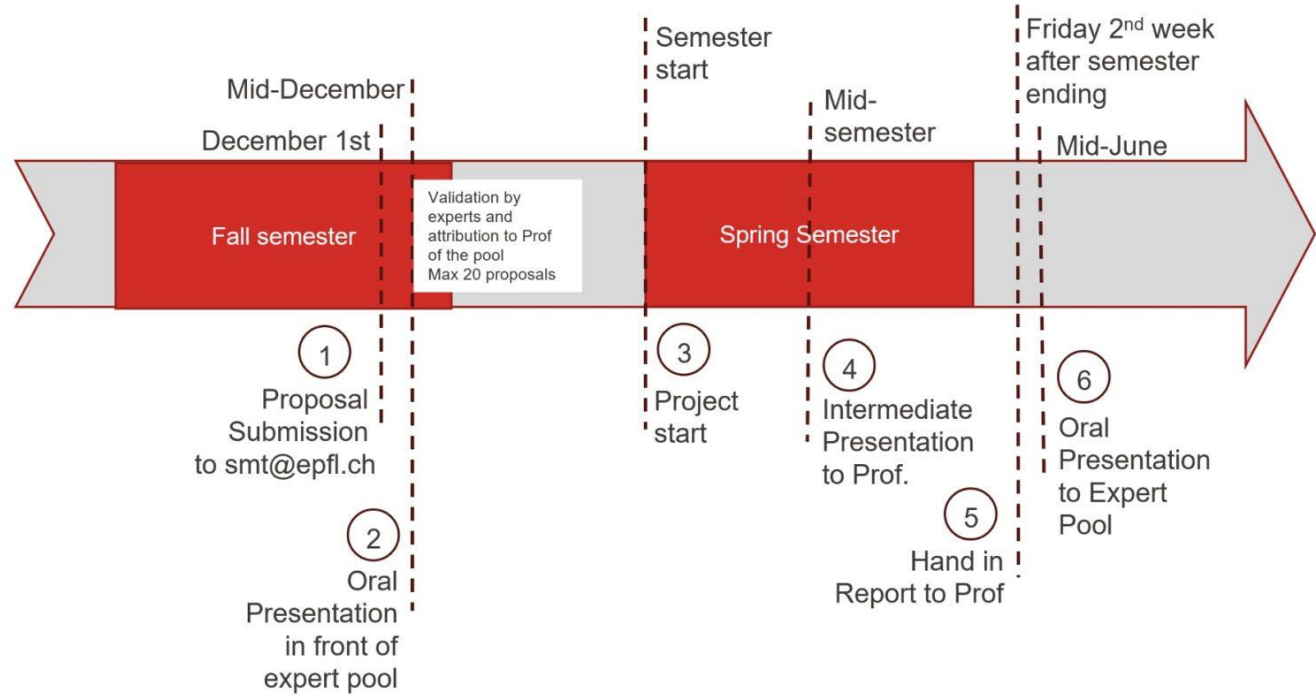 Semester
start
Friday 2nd week
after semester
ending
Mid-December
Mid-
semester
December 1st
Mid-June
Fall semester
Validation by
experts and
attribution to Prof
of the pool
Max 20 proposals
Spring Semester
1
Proposal
Submission
to smt@epfl.ch
2
Oral
Presentation
in front of
expert pool
3
Project
start
4
Intermediate
Presentation
to Prof.
5
Hand in
Report to Prof
6
Oral
Presentation
to Expert
Pool